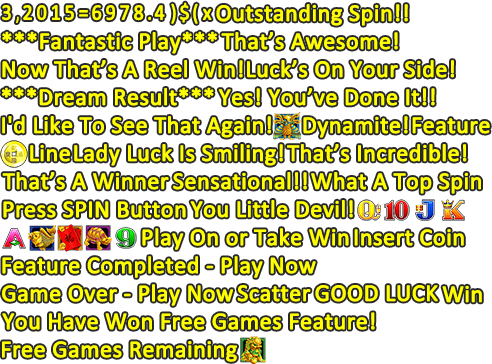 3,2015=6978.4)$(xOutstanding Spin!!
***Fantastic Play***That's Awesome!
Now That's A Reel Win!Luck's On Your Side!
***Dream Result*** Yes! You've Done It!!
I'd Like To See That Again! Dynamite!Feature
LineLady Luck Is Smiling!That's Incredible!
That's A Winner Sensational!!What A Top Spin
Press SPIN Button You Little Devil! Q 10 J K
A 9 Play On or Take Win Insert Coin
Feature Completed - Play Now
Game Over - Play Now Scatter GOOD LUCK Win
You Have Won Free Games Feature!
Free Games Remaining